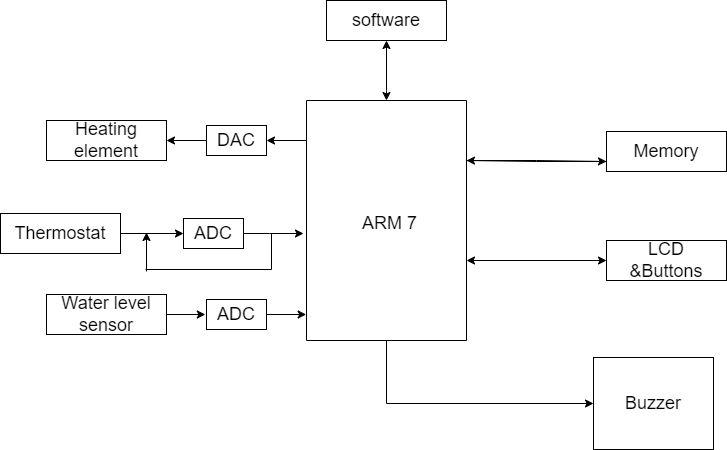 software
Heating
element
DAC
Memory
ARM 7
Thermostat
ADC
LCD
&Buttons
Water level
sensor
ADC
Buzzer